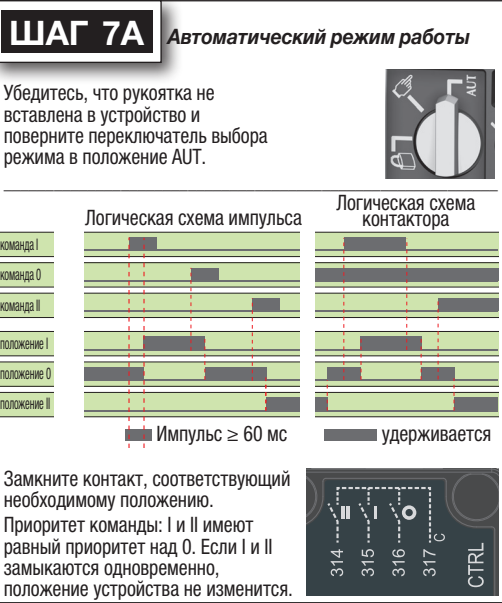 ШАГ 7А
Автоматический режим работы
Убедитесь, что рукоятка не
вставлена в устройство и
поверните переключатель выбора
режима в положение AUT.
AUT
Логическая схема импульса
Логическая схема
контактора
команда I
команда 0
команда II
положение I
положение 0
положение II
Импульс ≥ 60 мс
удерживается
Замкните контакт, соответствующий
необходимому положению.
Приоритет команды: I и II имеют
равный приоритет над 0. Если I и II
замыкаются одновременно,
положение устройства не изменится.
II I O
314 315 316 317 C
CTRL